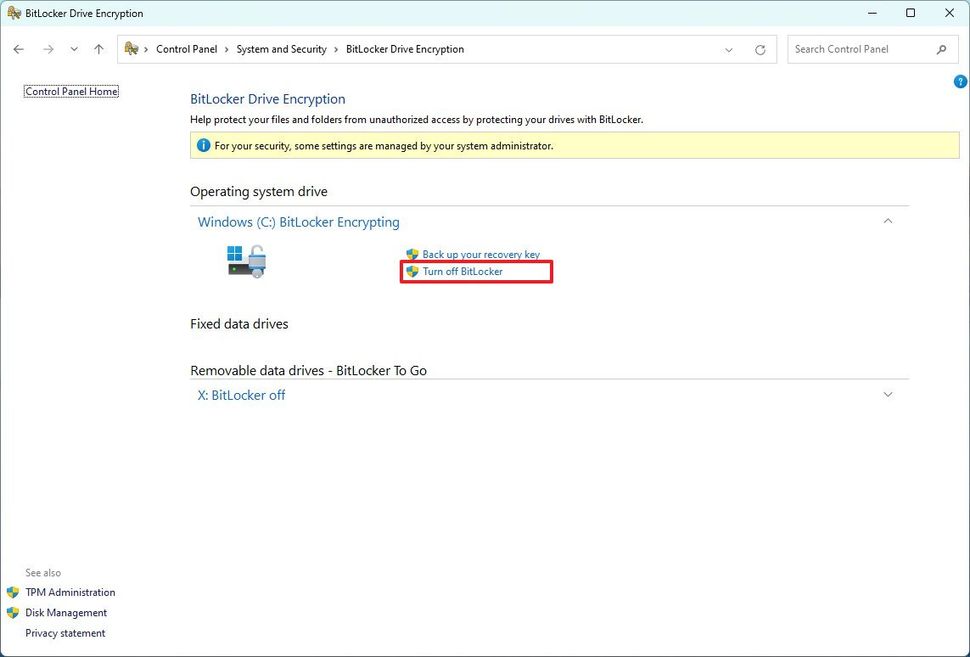 BitLocker Drive Encryption
Control Panel > System and Security > BitLocker Drive Encryption
Search Control Panel
Control Panel Home
?
BitLocker Drive Encryption
Help protect your files and folders from unauthorized access by protecting your drives with BitLocker.
For your security, some settings are managed by your system administrator.
Operating system drive
Windows (C:) BitLocker Encrypting
Back up your recovery key
Turn off BitLocker
Fixed data drives
Removable data drives - BitLocker To Go
X: BitLocker off
See also
TPM Administration
Disk Management
Privacy statement